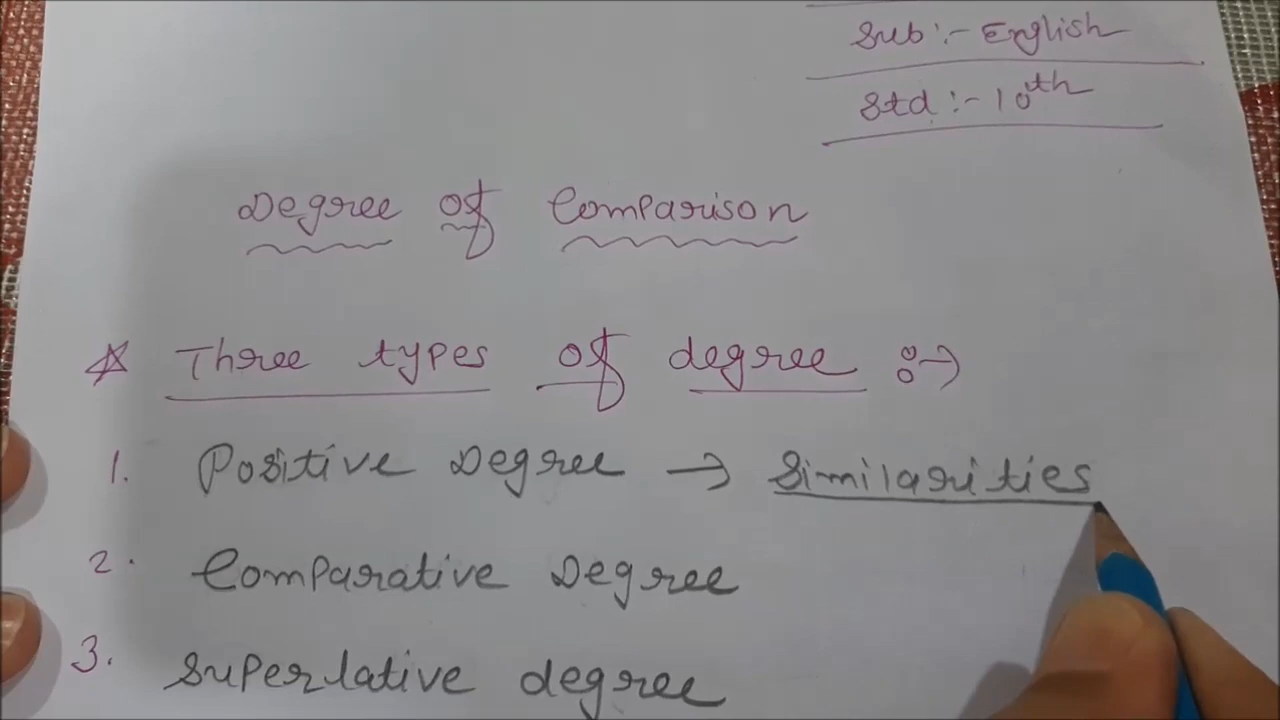 Sub :- English
Std :- 10th
Degree of Comparison
☆ Three types of degree :→
1. Positive Degree → Similarities
2. Comparative Degree
3. Superlative degree